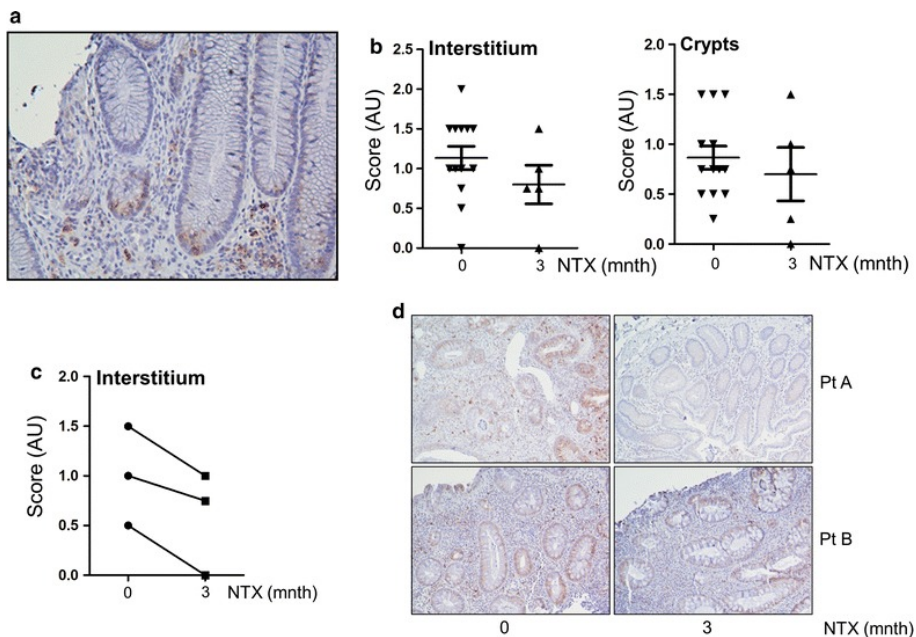 a
b
Interstitium
Score (AU)
2.5
2.0
1.5
1.0
0.5
0.0
0
3
NTX (mnth)
Crypts
Score (AU)
2.0
1.5
1.0
0.5
0.0
0
3
NTX (mnth)
c
Interstitium
Score (AU)
2.0
1.5
1.0
0.5
0.0
0
3
NTX (mnth)
d
Pt A
Pt B
0
3
NTX (mnth)